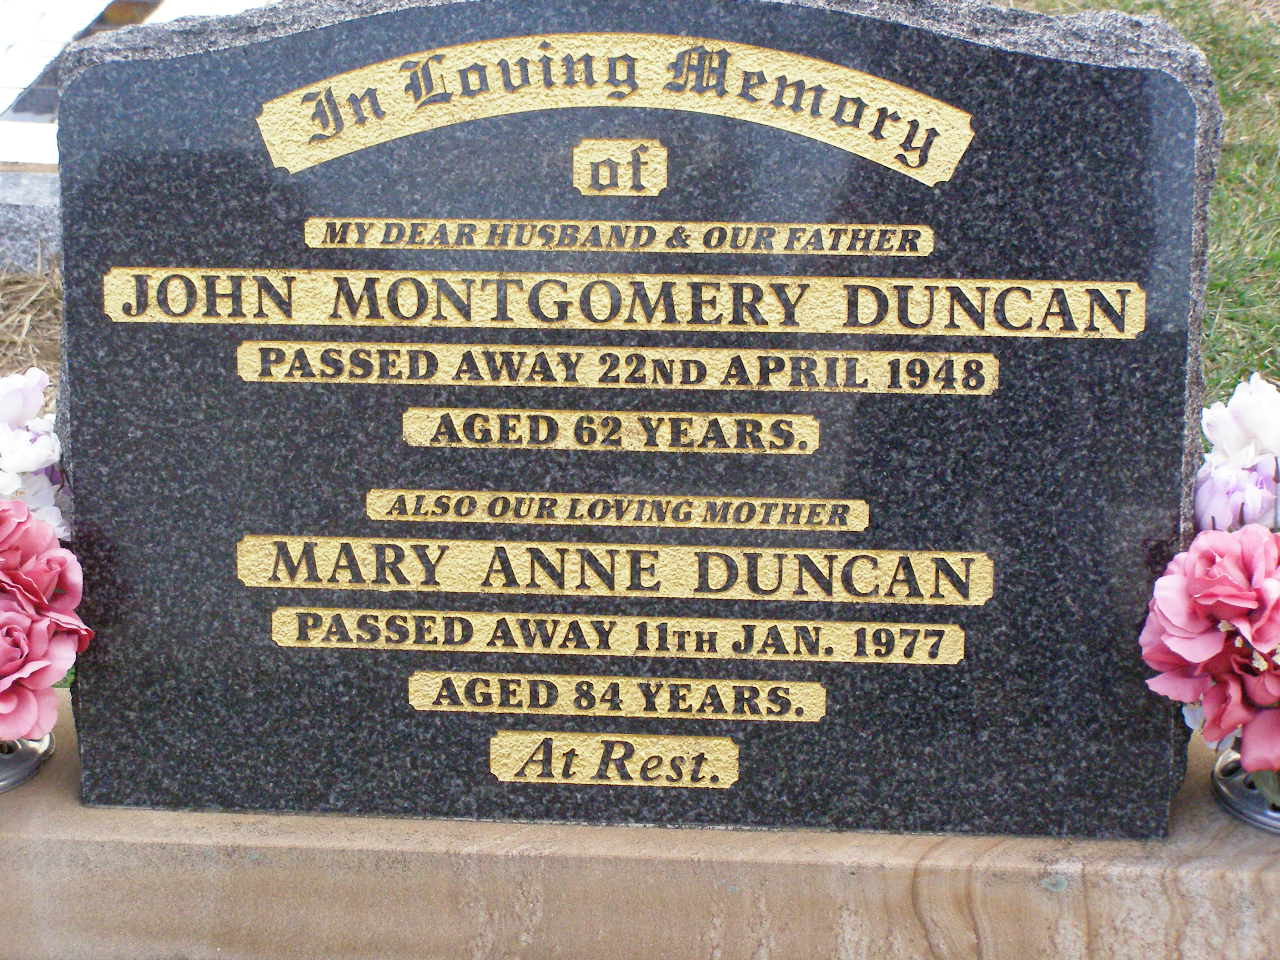 In Loving Memory
of
MY DEAR HUSBAND & OUR FATHER
JOHN MONTGOMERY DUNCAN
PASSED AWAY 22ND APRIL 1948
AGED 62 YEARS.
ALSO OUR LOVING MOTHER
MARY ANNE DUNCAN
PASSED AWAY 11TH JAN. 1977
AGED 84 YEARS.
At Rest.